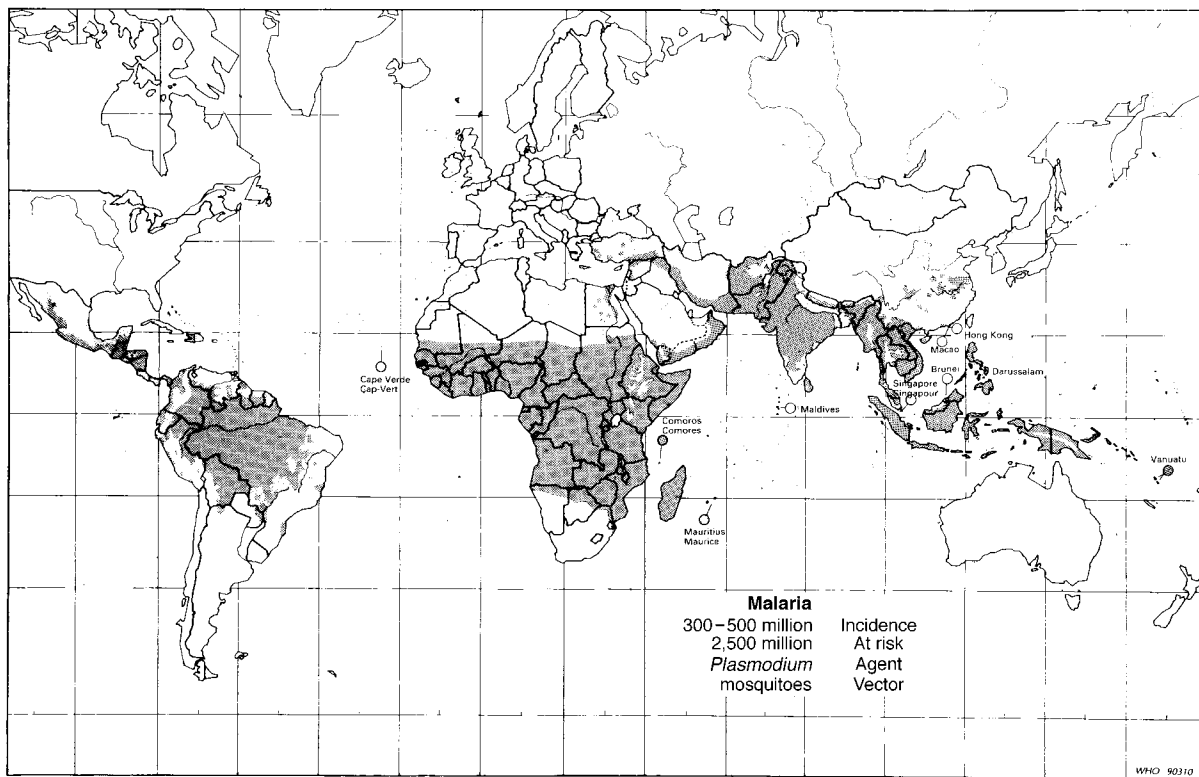 Hong Kong
Macao
Brunei
Darussalam
Singapore
Singapour
Cape Verde
Cap-Vert
Maldives
Comoros
Comores
Vanuatu
Mauritius
Maurice
Malaria
300–500 million Incidence
2,500 million At risk
Plasmodium Agent
mosquitoes Vector
WHO 90310